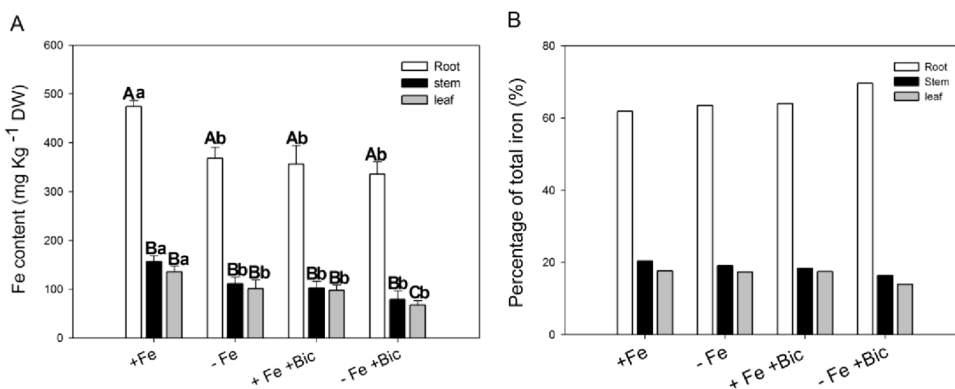 A
Fe content (mg Kg⁻¹ DW)
600
500
400
300
200
100
0
Root
stem
leaf
Aa
Ba
Ba
Ab
Bb
Bb
Ab
Bb
Bb
Ab
Bb
Cb
+Fe
- Fe
+ Fe +Bic
- Fe +Bic
B
Percentage of total iron (%)
80
60
40
20
0
Root
Stem
leaf
+Fe
- Fe
+ Fe +Bic
- Fe +Bic